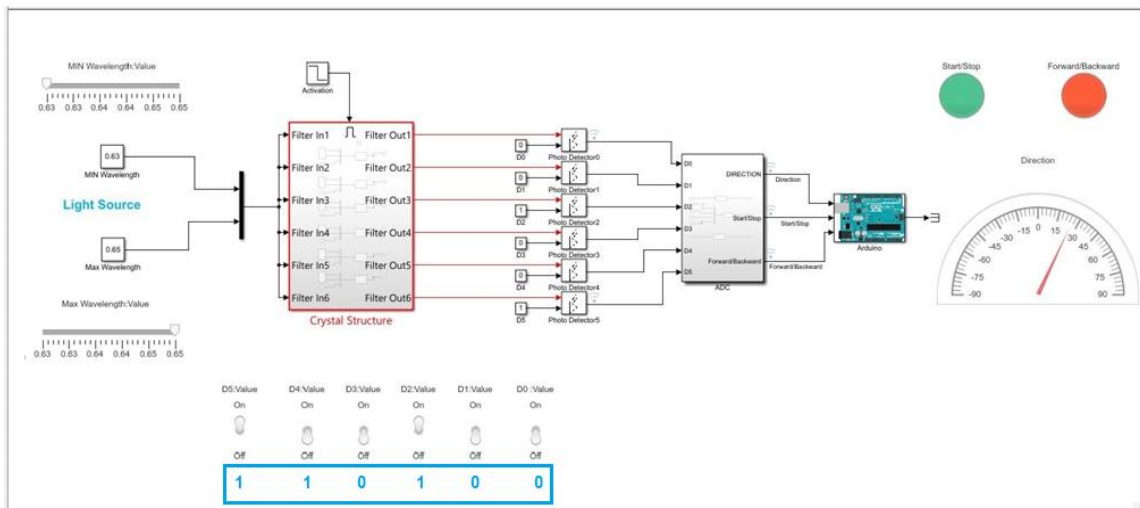 MIN Wavelength:Value
0.63 0.63 0.64 0.64 0.65 0.65
0.63
MIN Wavelength
Light Source
0.65
Max Wavelength
Max Wavelength:Value
0.63 0.63 0.64 0.64 0.65 0.65
Activation
Filter In1 Filter Out1
Filter In2 Filter Out2
Filter In3 Filter Out3
Filter In4 Filter Out4
Filter In5 Filter Out5
Filter In6 Filter Out6
Crystal Structure
0
D0
Photo Detector0
0
D1
Photo Detector1
1
D2
Photo Detector2
0
D3
Photo Detector3
0
D4
Photo Detector4
1
D5
Photo Detector5
D0
D1
D2
D3
D4
D5
DIRECTION
Start/Stop
Forward/Backward
ADC
Direction
Start/Stop
Forward/Backward
Arduino
Start/Stop Forward/Backward
Direction
-90 -75 -60 -45 -30 -15 0 15 30 45 60 75 90
D5:Value D4:Value D3:Value D2:Value D1:Value D0 :Value
On On On On On On
Off Off Off Off Off Off
1 1 0 1 0 0